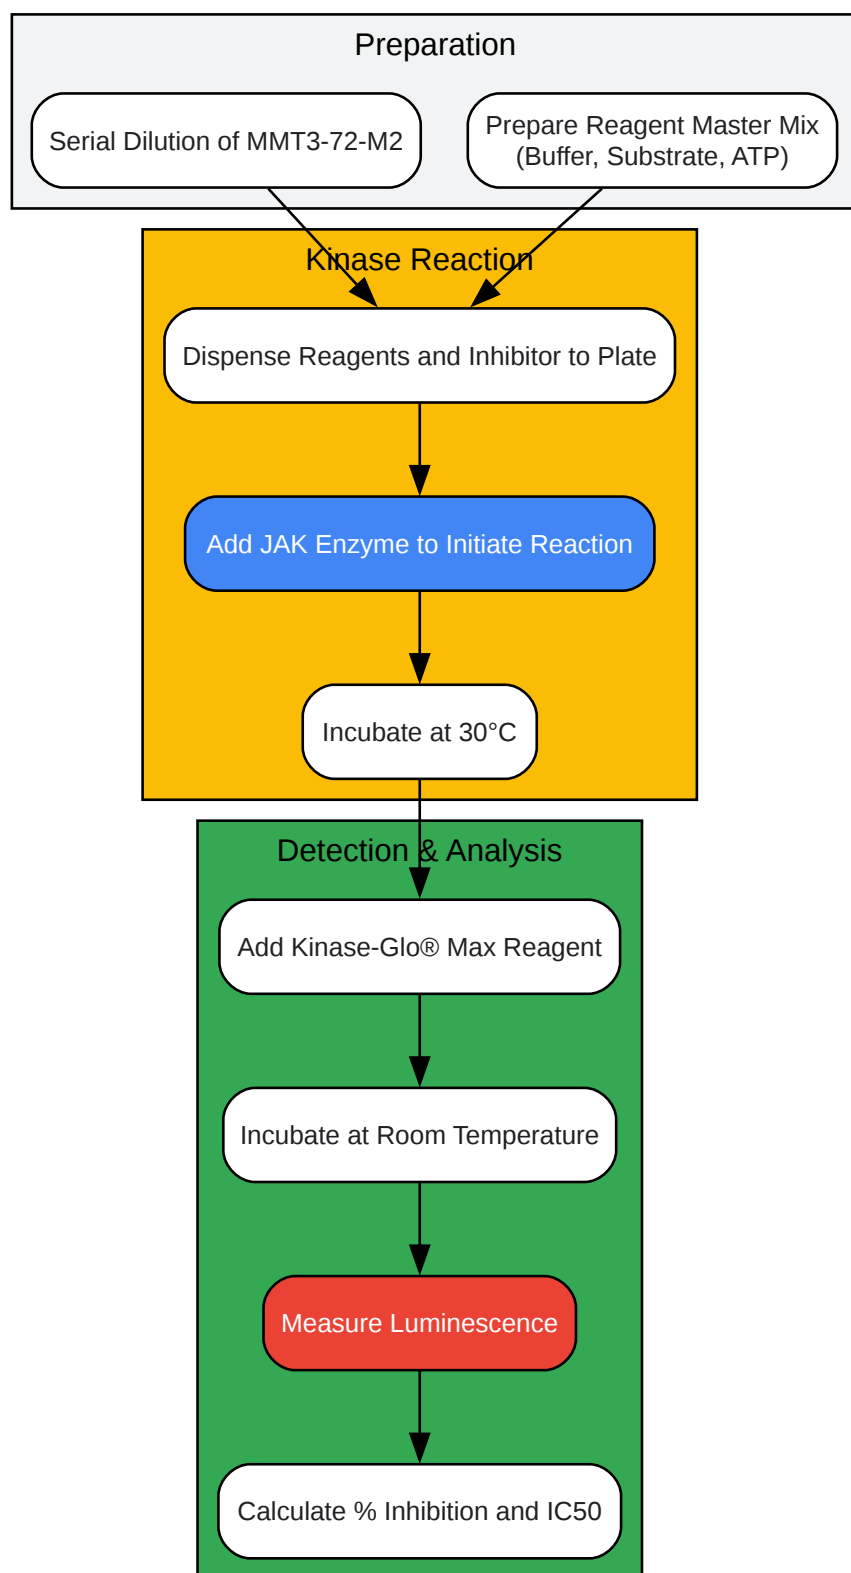 Preparation
Serial Dilution of MMT3-72-M2
Prepare Reagent Master Mix
(Buffer, Substrate, ATP)
Kinase Reaction
Dispense Reagents and Inhibitor to Plate
Add JAK Enzyme to Initiate Reaction
Incubate at 30°C
Detection & Analysis
Add Kinase-Glo® Max Reagent
Incubate at Room Temperature
Measure Luminescence
Calculate % Inhibition and IC50